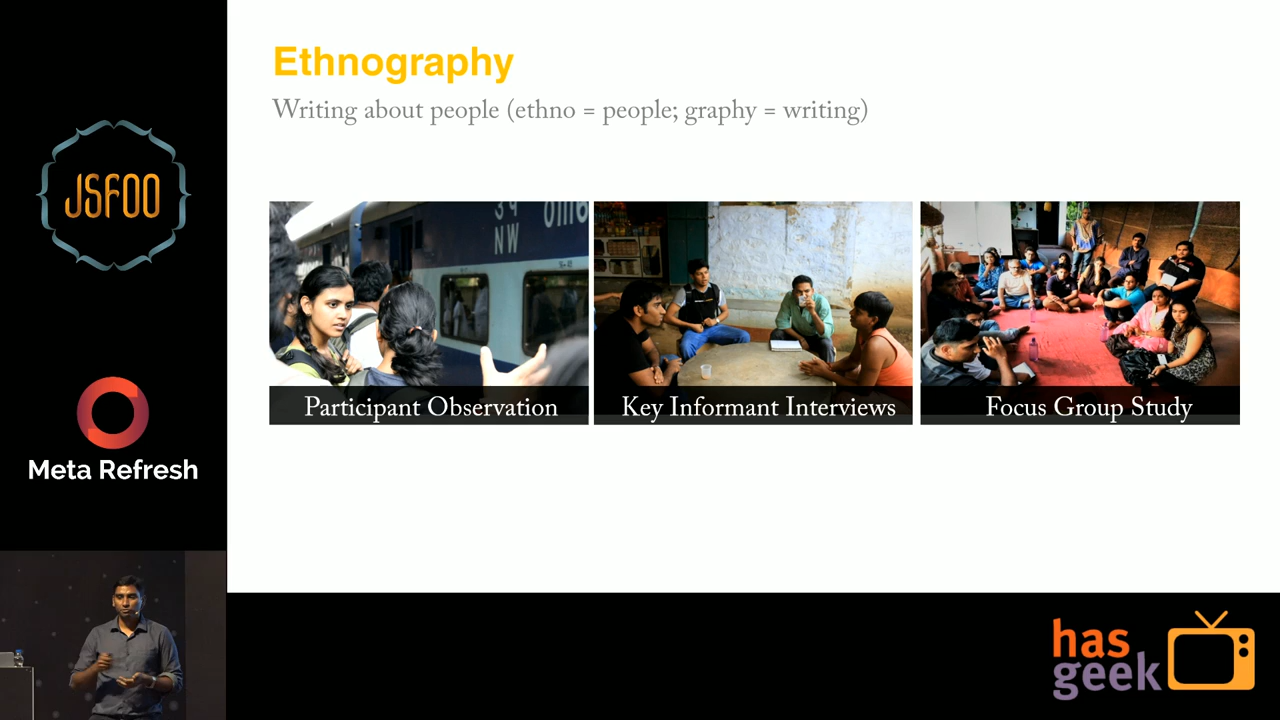 Ethnography
Writing about people (ethno = people; graphy = writing)
JSFOO
NW
Participant Observation
Key Informant Interviews
Focus Group Study
Meta Refresh
has
geek